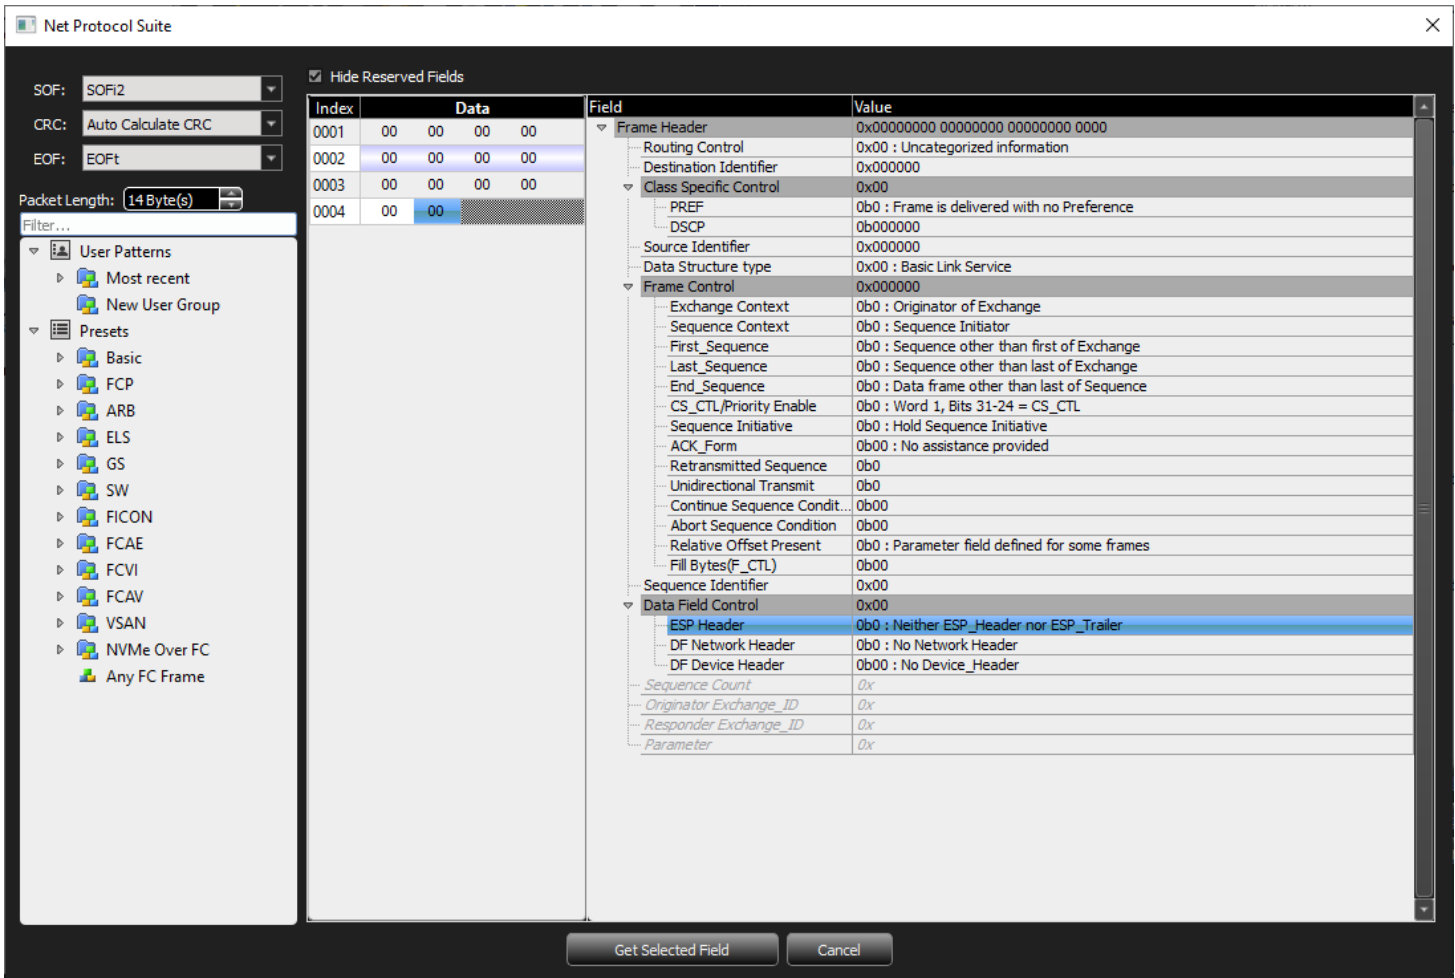 Net Protocol Suite
SOF: SOFi2
CRC: Auto Calculate CRC
EOF: EOFt
Packet Length: 14 Byte(s)
Filter...
User Patterns
Most recent
New User Group
Presets
Basic
FCP
ARB
ELS
GS
SW
FICON
FCAE
FCVI
FCAV
VSAN
NVMe Over FC
Any FC Frame
Hide Reserved Fields
Index Data
0001 00 00 00 00
0002 00 00 00 00
0003 00 00 00 00
0004 00 00
Field Value
Frame Header 0x00000000 00000000 00000000 0000
Routing Control 0x00 : Uncategorized information
Destination Identifier 0x000000
Class Specific Control 0x00
PREF 0b0 : Frame is delivered with no Preference
DSCP 0b000000
Source Identifier 0x000000
Data Structure type 0x00 : Basic Link Service
Frame Control 0x000000
Exchange Context 0b0 : Originator of Exchange
Sequence Context 0b0 : Sequence Initiator
First_Sequence 0b0 : Sequence other than first of Exchange
Last_Sequence 0b0 : Sequence other than last of Exchange
End_Sequence 0b0 : Data frame other than last of Sequence
CS_CTL/Priority Enable 0b0 : Word 1, Bits 31-24 = CS_CTL
Sequence Initiative 0b0 : Hold Sequence Initiative
ACK_Form 0b00 : No assistance provided
Retransmitted Sequence 0b0
Unidirectional Transmit 0b0
Continue Sequence Condit... 0b00
Abort Sequence Condition 0b00
Relative Offset Present 0b0 : Parameter field defined for some frames
Fill Bytes(F_CTL) 0b00
Sequence Identifier 0x00
Data Field Control 0x00
ESP Header 0b0 : Neither ESP_Header nor ESP_Trailer
DF Network Header 0b0 : No Network Header
DF Device Header 0b00 : No Device_Header
Sequence Count 0x
Originator Exchange_ID 0x
Responder Exchange_ID 0x
Parameter 0x
Get Selected Field Cancel